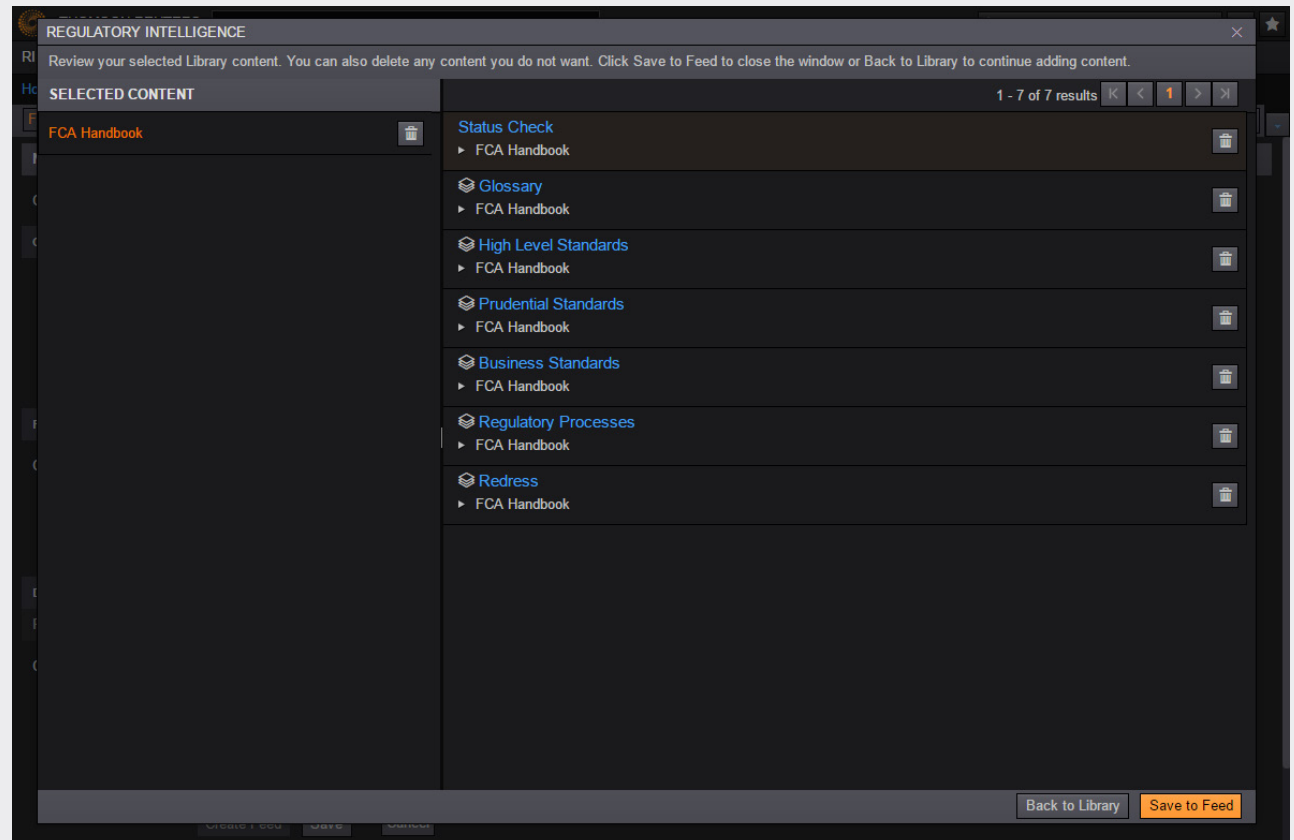 REGULATORY INTELLIGENCE
Review your selected Library content. You can also delete any content you do not want. Click Save to Feed to close the window or Back to Library to continue adding content.
SELECTED CONTENT
1 - 7 of 7 results
1
FCA Handbook
Status Check
FCA Handbook
Glossary
FCA Handbook
High Level Standards
FCA Handbook
Prudential Standards
FCA Handbook
Business Standards
FCA Handbook
Regulatory Processes
FCA Handbook
Redress
FCA Handbook
Back to Library
Save to Feed
Create Feed
Save
Cancel